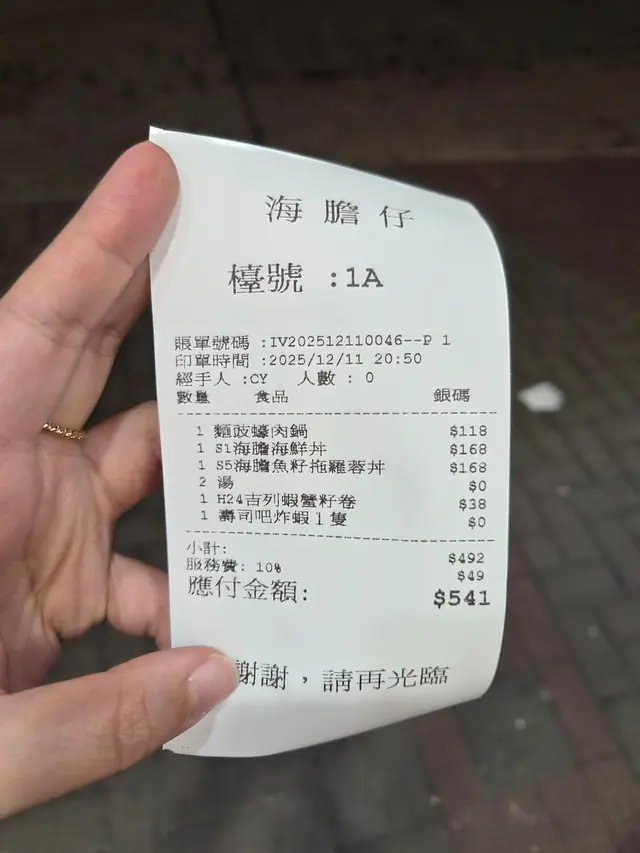 海膽仔
檯號 :1A
賬單號碼 :IV202512110046--P 1
印單時間 :2025/12/11 20:50
經手人 :CY 人數 : 0
數量 食品 銀碼
1 麵豉蠔肉鍋 $118
1 S1海膽海鮮丼 $168
1 S5海膽魚籽拖羅蓉丼 $168
2 湯 $0
1 H24吉列蝦蟹籽卷 $38
1 壽司吧炸蝦1隻 $0
小計: $492
服務費: 10% $49
應付金額: $541
謝謝，請再光臨